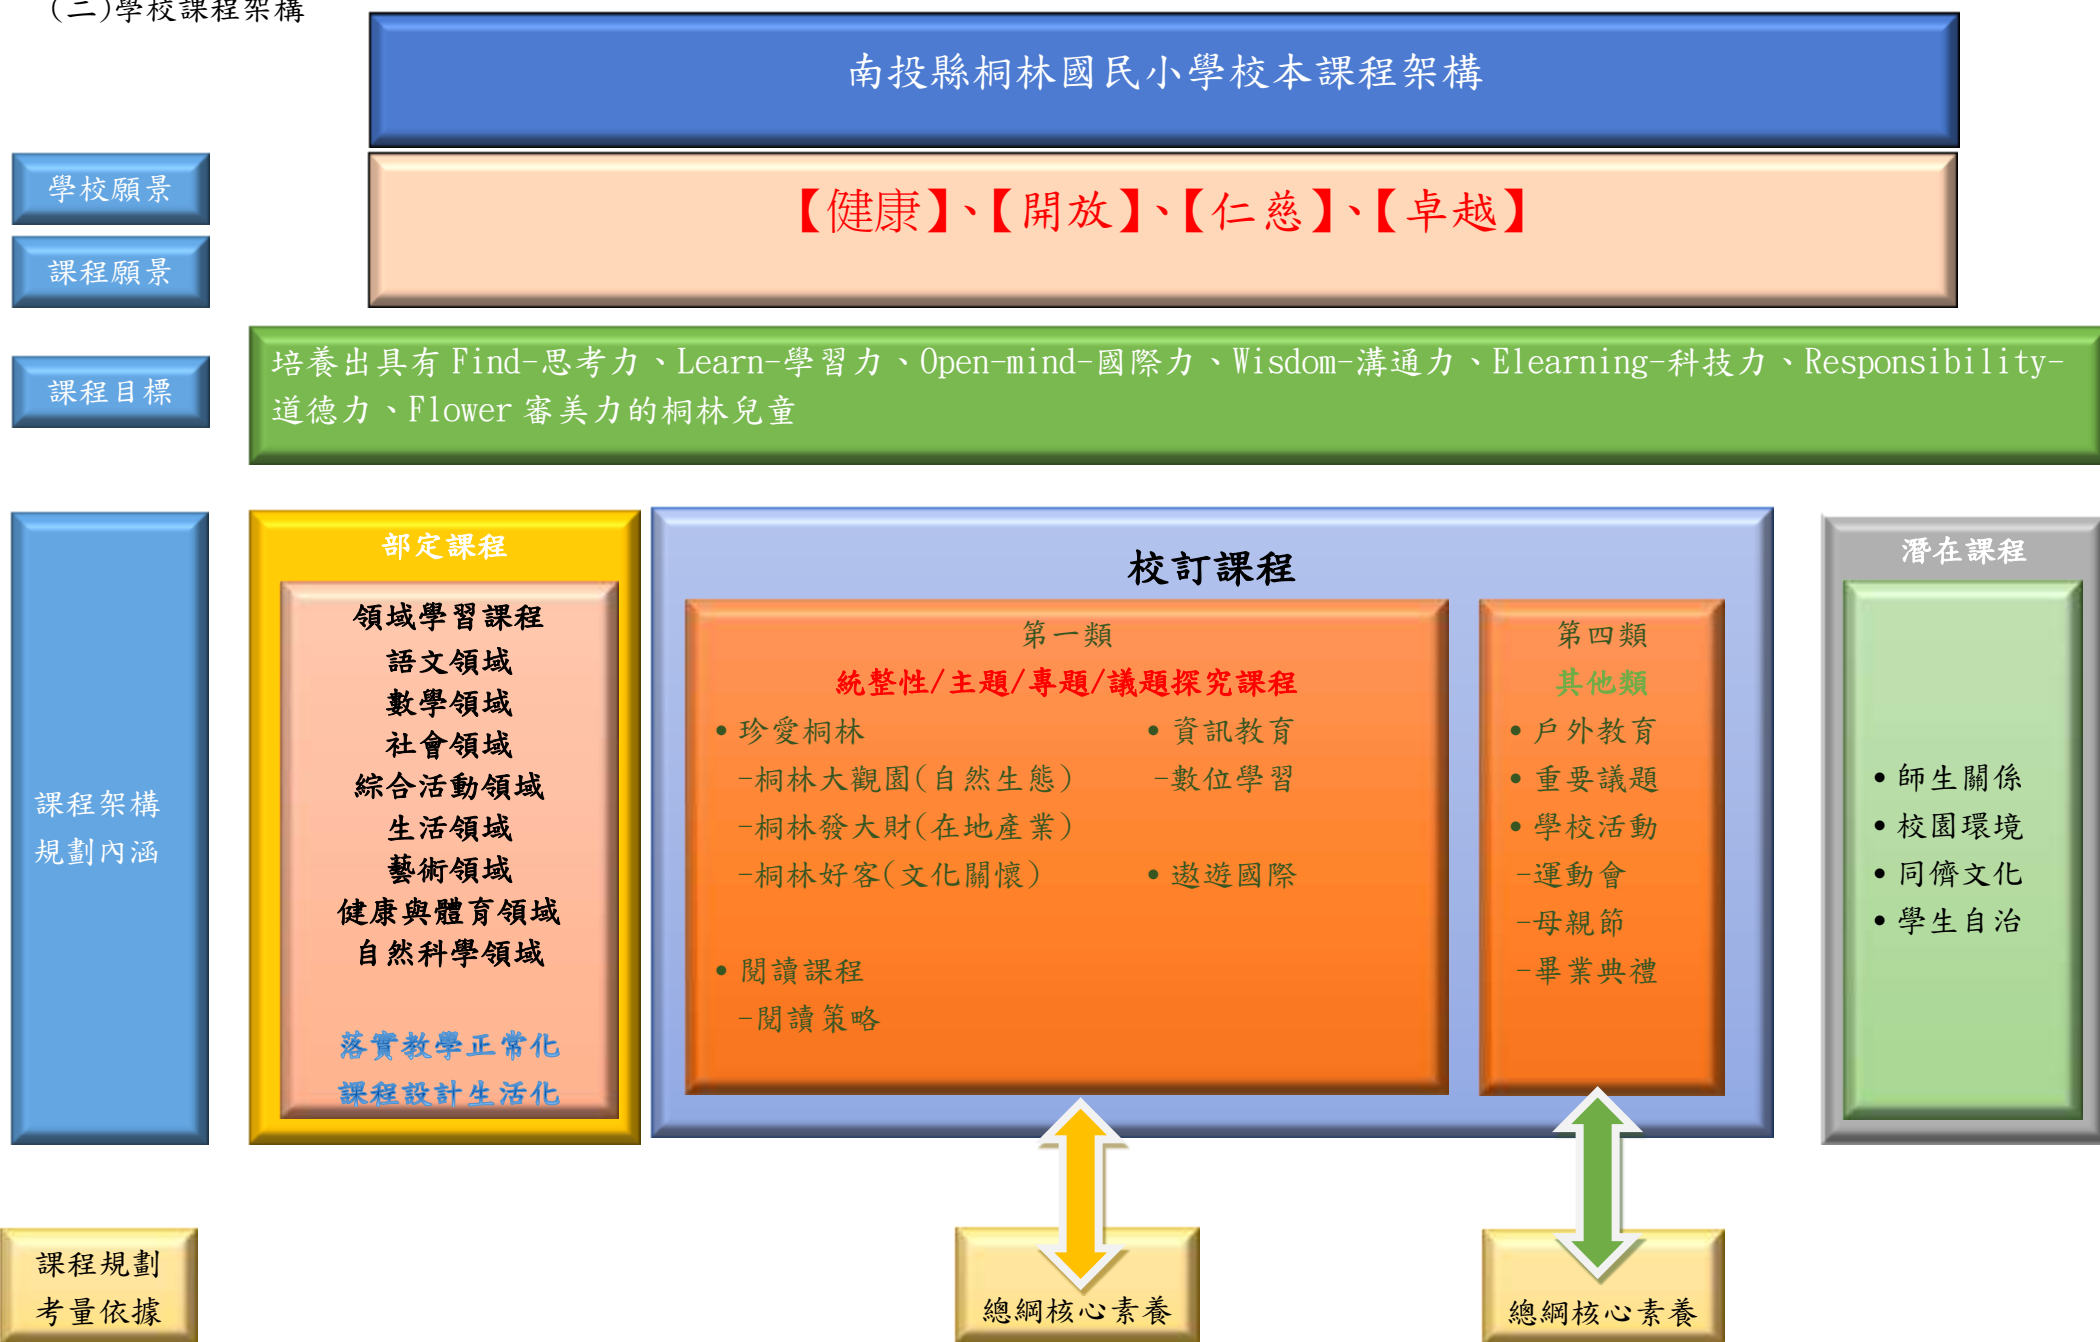 (二)學校課程架構
南投縣桐林國民小學校本課程架構
學校願景
課程願景
【健康】、【開放】、【仁慈】、【卓越】
課程目標
培養出具有 Find-思考力、Learn-學習力、Open-mind-國際力、Wisdom-溝通力、Elearning-科技力、Responsibility-
道德力、Flower 審美力的桐林兒童
課程架構
規劃內涵
部定課程
領域學習課程
語文領域
數學領域
社會領域
綜合活動領域
生活領域
藝術領域
健康與體育領域
自然科學領域
落實教學正常化
課程設計生活化
校訂課程
第一類
統整性/主題/專題/議題探究課程
•珍愛桐林
-桐林大觀園(自然生態)
-桐林發大財(在地產業)
-桐林好客(文化關懷)
•閱讀課程
-閱讀策略
•資訊教育
-數位學習
•遨遊國際
第四類
其他類
•戶外教育
•重要議題
•學校活動
-運動會
-母親節
-畢業典禮
潛在課程
•師生關係
•校園環境
•同儕文化
•學生自治
課程規劃
考量依據
總綱核心素養
總綱核心素養